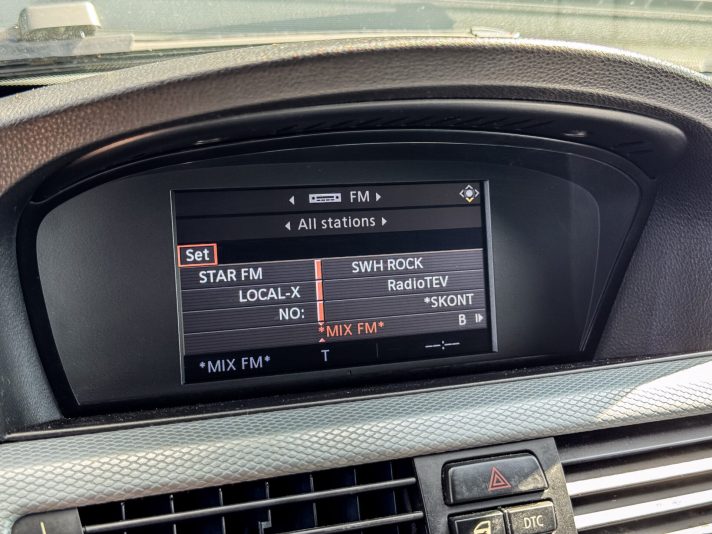 FM
All stations
Set
STAR FM SWH ROCK
LOCAL-X RadioTEV
NO: *SKONT
*MIX FM* B
*MIX FM* T --:--
DTC